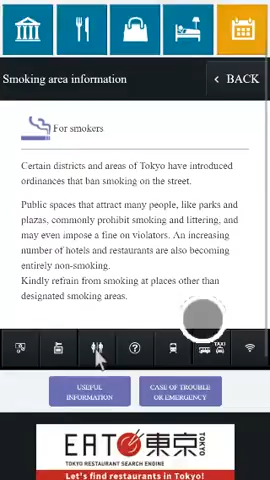 Smoking area information
BACK
For smokers
Certain districts and areas of Tokyo have introduced
ordinances that ban smoking on the street.
Public spaces that attract many people, like parks and
plazas, commonly prohibit smoking and littering, and
may even impose a fine on violators. An increasing
number of hotels and restaurants are also becoming
entirely non-smoking.
Kindly refrain from smoking at places other than
designated smoking areas.
TAXI
USEFUL
INFORMATION
CASE OF TROUBLE
OR EMERGENCY
EAT東京
TOKYO
TOKYO RESTAURANT SEARCH ENGINE
Let's find restaurants in Tokyo!